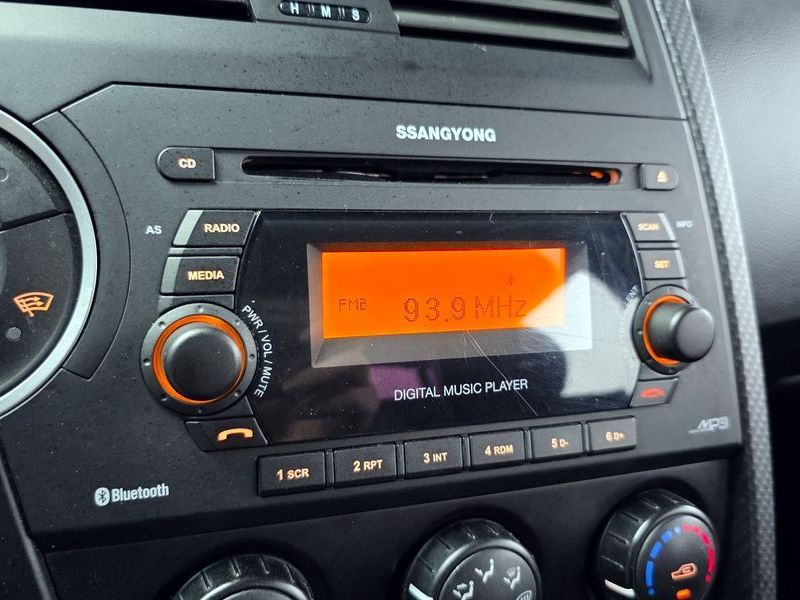 H M S
SSANGYONG
CD
AS
RADIO
SCAN
INFO
MEDIA
SET
FM2
93.9 MHz
PWR / VOL / MUTE
DIGITAL MUSIC PLAYER
MP3
1 SCR
2 RPT
3 INT
4 RDM
5 D-
6 D+
Bluetooth